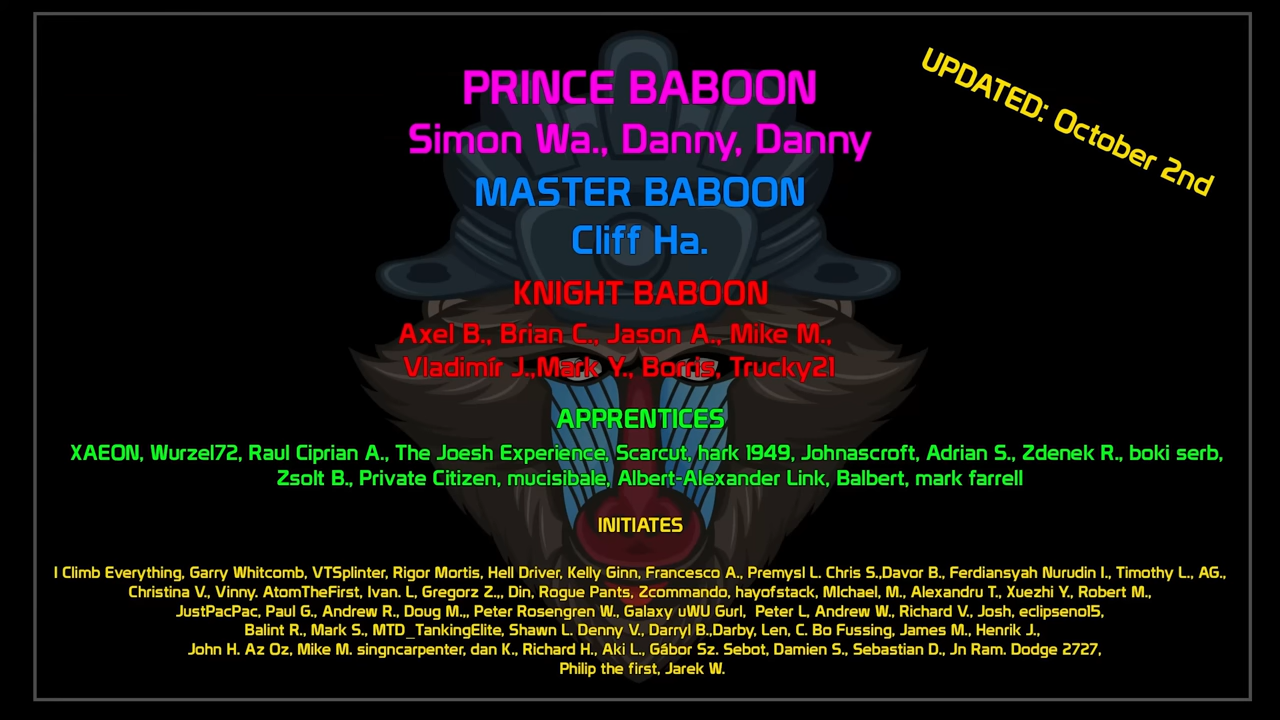 PRINCE BABOON
UPDATED: October 2nd
Simon Wa., Danny, Danny
MASTER BABOON
Cliff Ha.
KNIGHT BABOON
Axel B., Brian C., Jason A., Mike M.,
Vladimír J.,Mark Y., Borris, Trucky21
APPRENTICES
XAEON, Wurzel72, Raul Ciprian A., The Joesh Experience, Scarcut, hark 1949, Johnascroft, Adrian S., Zdenek R., boki serb,
Zsolt B., Private Citizen, mucisibale, Albert-Alexander Link, Balbert, mark farrell
INITIATES
I Climb Everything, Garry Whitcomb, VTSplinter, Rigor Mortis, Hell Driver, Kelly Ginn, Francesco A., Premysl L. Chris S.,Davor B., Ferdiansyah Nurudin I., Timothy L., AG.,
Christina V., Vinny. AtomTheFirst, Ivan. L, Gregorz Z.,, Din, Rogue Pants, Zcommando, hayofstack, MIchael, M., Alexandru T., Xuezhi Y., Robert M.,
JustPacPac, Paul G., Andrew R., Doug M.,, Peter Rosengren W., Galaxy uWU Gurl, Peter L, Andrew W., Richard V., Josh, eclipseno15,
Balint R., Mark S., MTD_TankingElite, Shawn L. Denny V., Darryl B.,Darby, Len, C. Bo Fussing, James M., Henrik J.,
John H. Az Oz, Mike M. singncarpenter, dan K., Richard H., Aki L., Gábor Sz. Sebot, Damien S., Sebastian D., Jn Ram. Dodge 2727,
Philip the first, Jarek W.